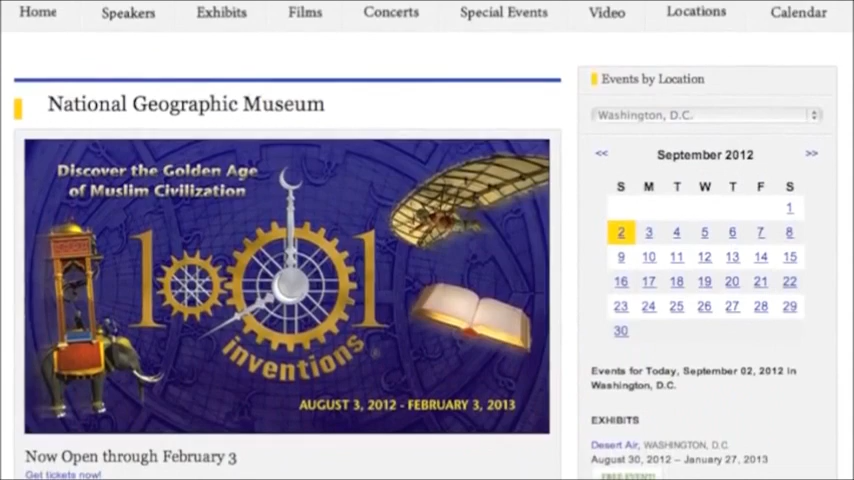 Home Speakers Exhibits Films Concerts Special Events Video Locations Calendar
National Geographic Museum
Discover the Golden Age
of Muslim Civilization
1001
inventions®
AUGUST 3, 2012 - FEBRUARY 3, 2013
Now Open through February 3
Get tickets now!
Events by Location
Washington, D.C.
<< September 2012 >>
S M T W T F S
1
2 3 4 5 6 7 8
9 10 11 12 13 14 15
16 17 18 19 20 21 22
23 24 25 26 27 28 29
30
Events for Today, September 02, 2012 in
Washington, D.C.
EXHIBITS
Desert Air, WASHINGTON, D.C.
August 30, 2012 – January 27, 2013
FREE EVENT!